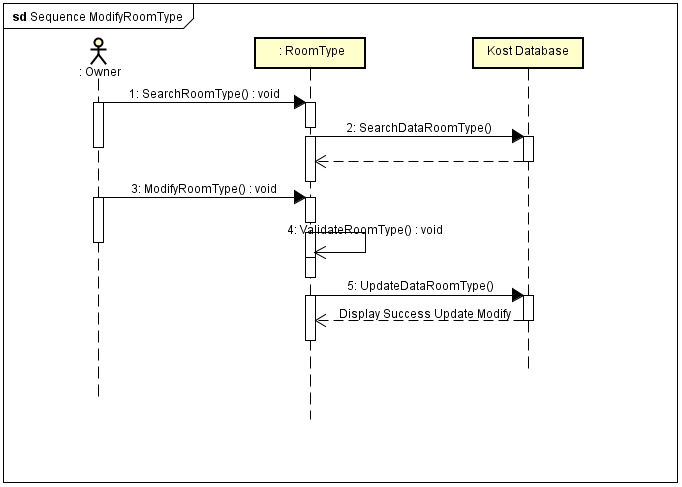 sd Sequence ModifyRoomType
: Owner
: RoomType
Kost Database
1: SearchRoomType() : void
2: SearchDataRoomType()
3: ModifyRoomType() : void
4: ValidateRoomType() : void
5: UpdateDataRoomType()
Display Success Update Modify